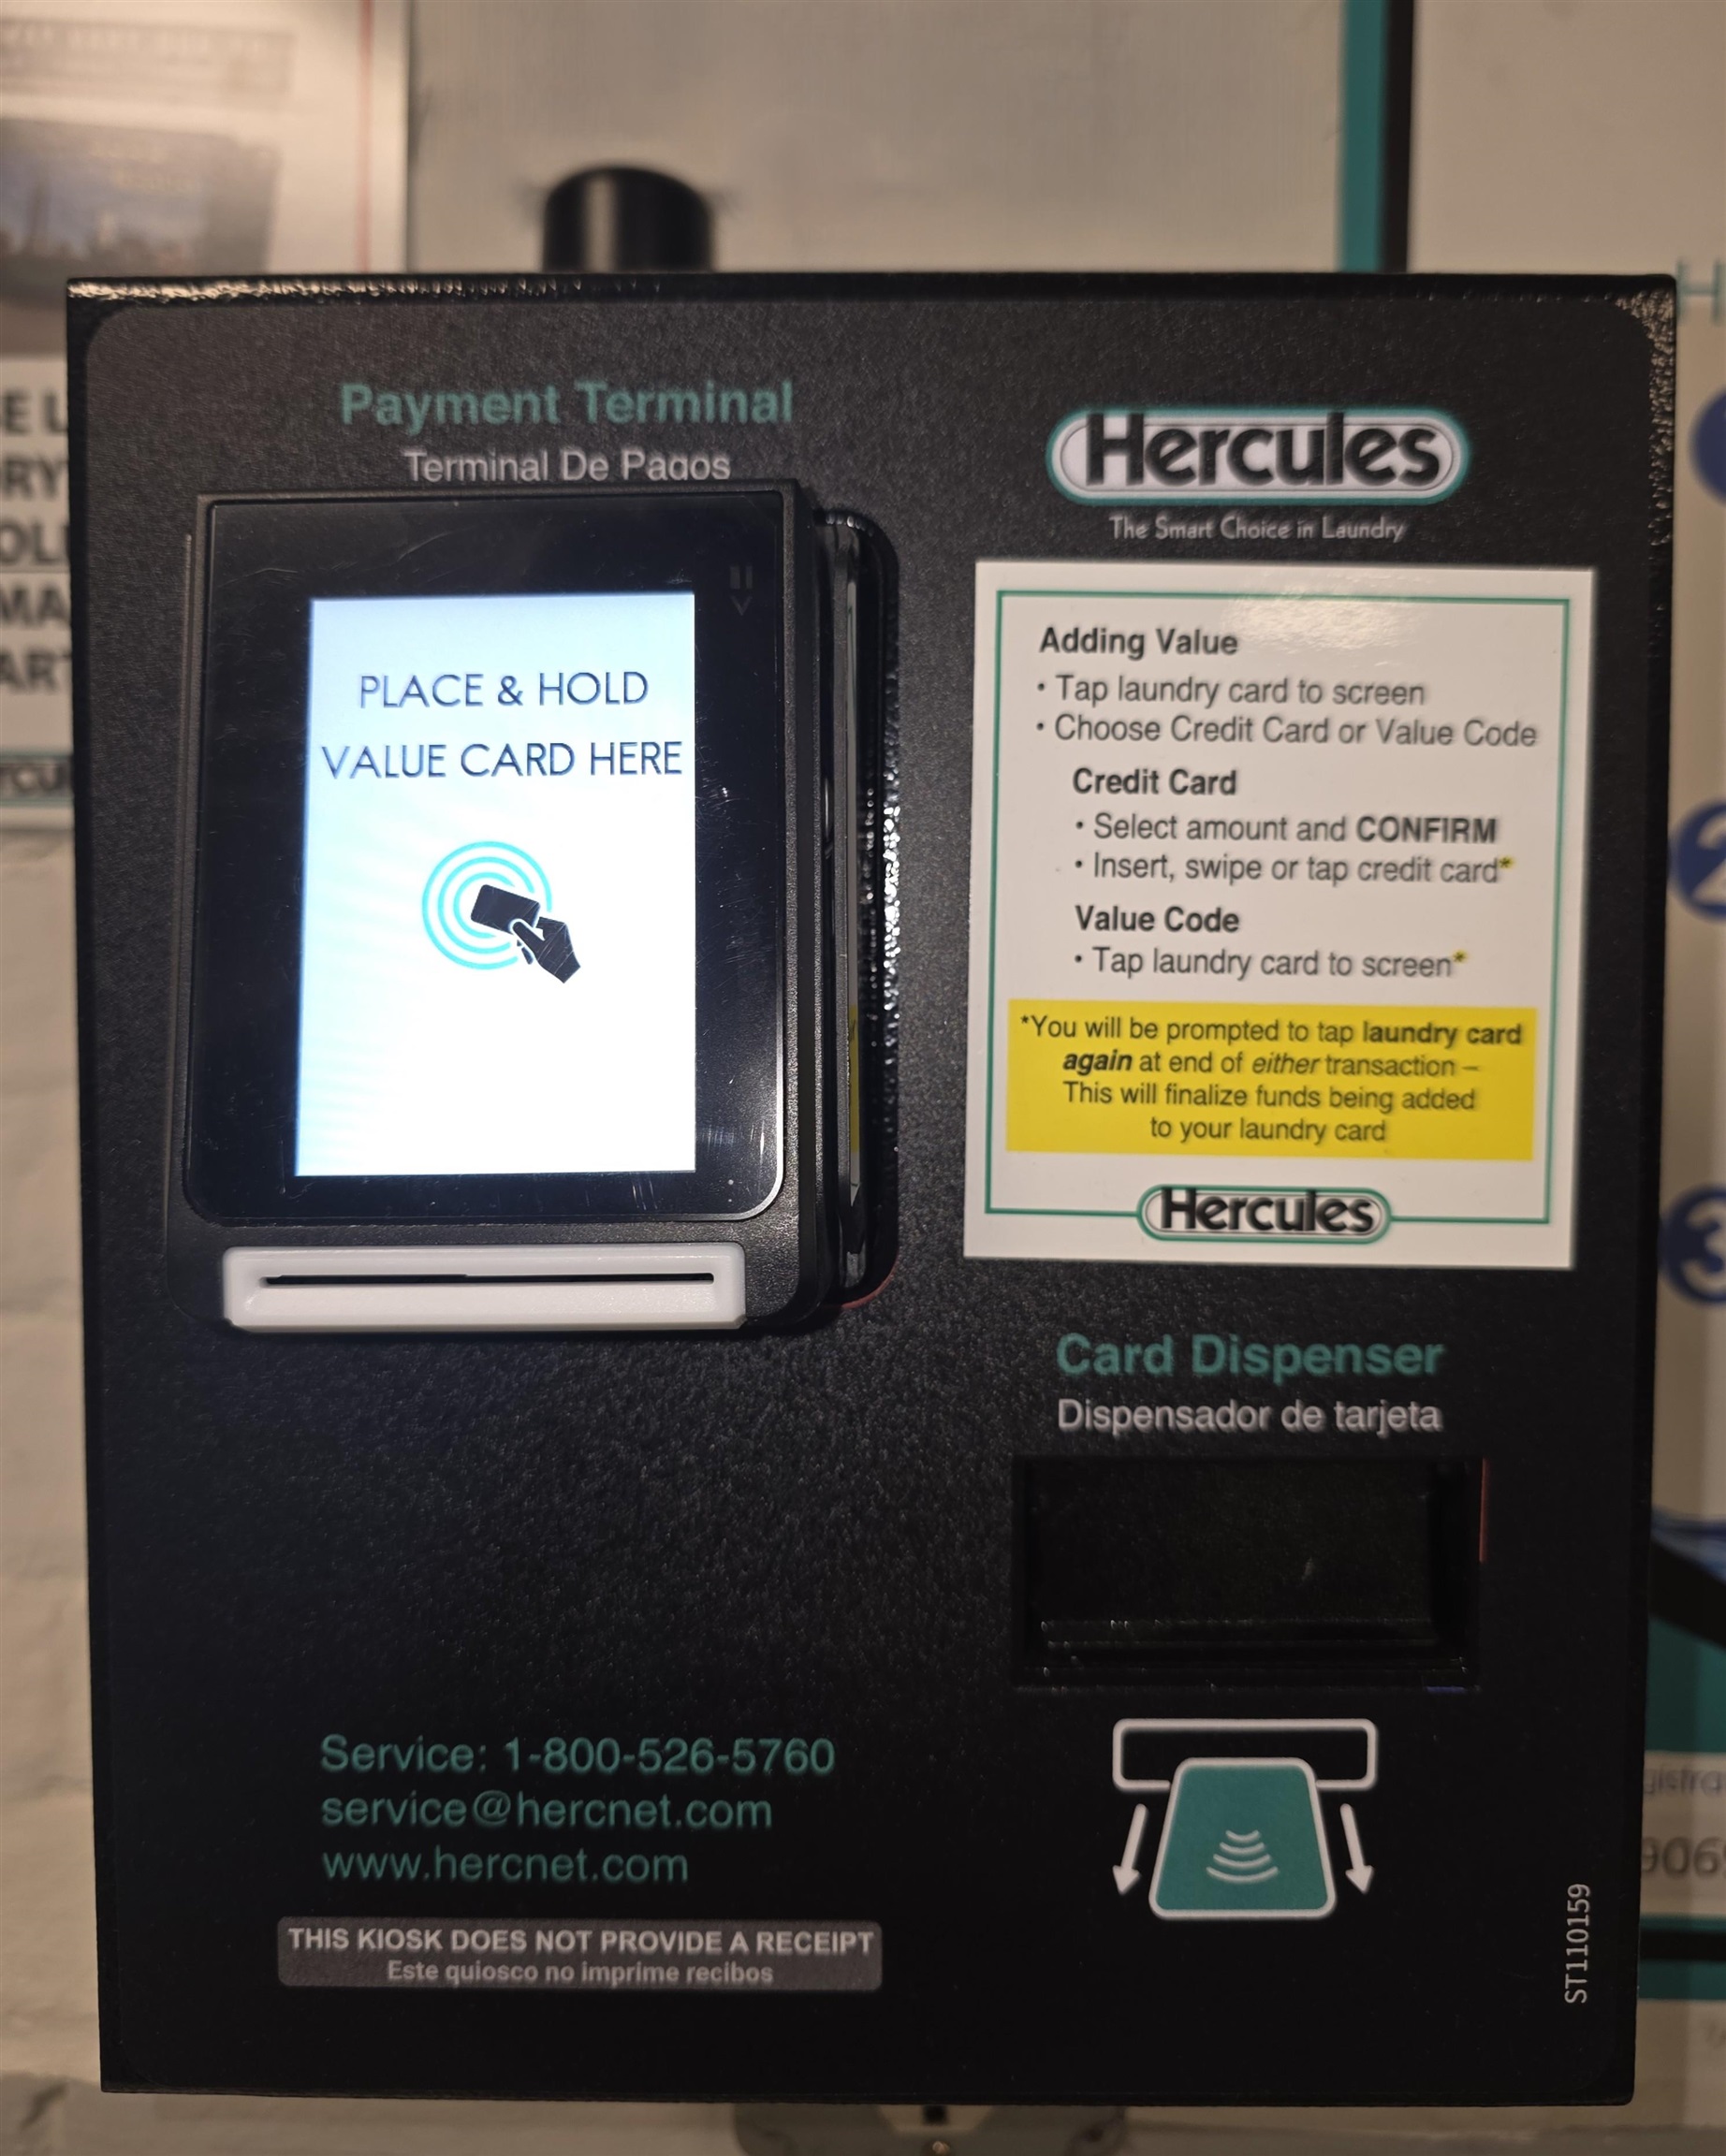 Payment Terminal
Terminal De Pagos
PLACE & HOLD
VALUE CARD HERE
Hercules
The Smart Choice in Laundry
Adding Value
• Tap laundry card to screen
• Choose Credit Card or Value Code
Credit Card
• Select amount and CONFIRM
• Insert, swipe or tap credit card*
Value Code
• Tap laundry card to screen*
*You will be prompted to tap laundry card
again at end of either transaction –
This will finalize funds being added
to your laundry card
Hercules
Card Dispenser
Dispensador de tarjeta
Service: 1-800-526-5760
service@hercnet.com
www.hercnet.com
THIS KIOSK DOES NOT PROVIDE A RECEIPT
Este quiosco no imprime recibos
ST110159
2
3